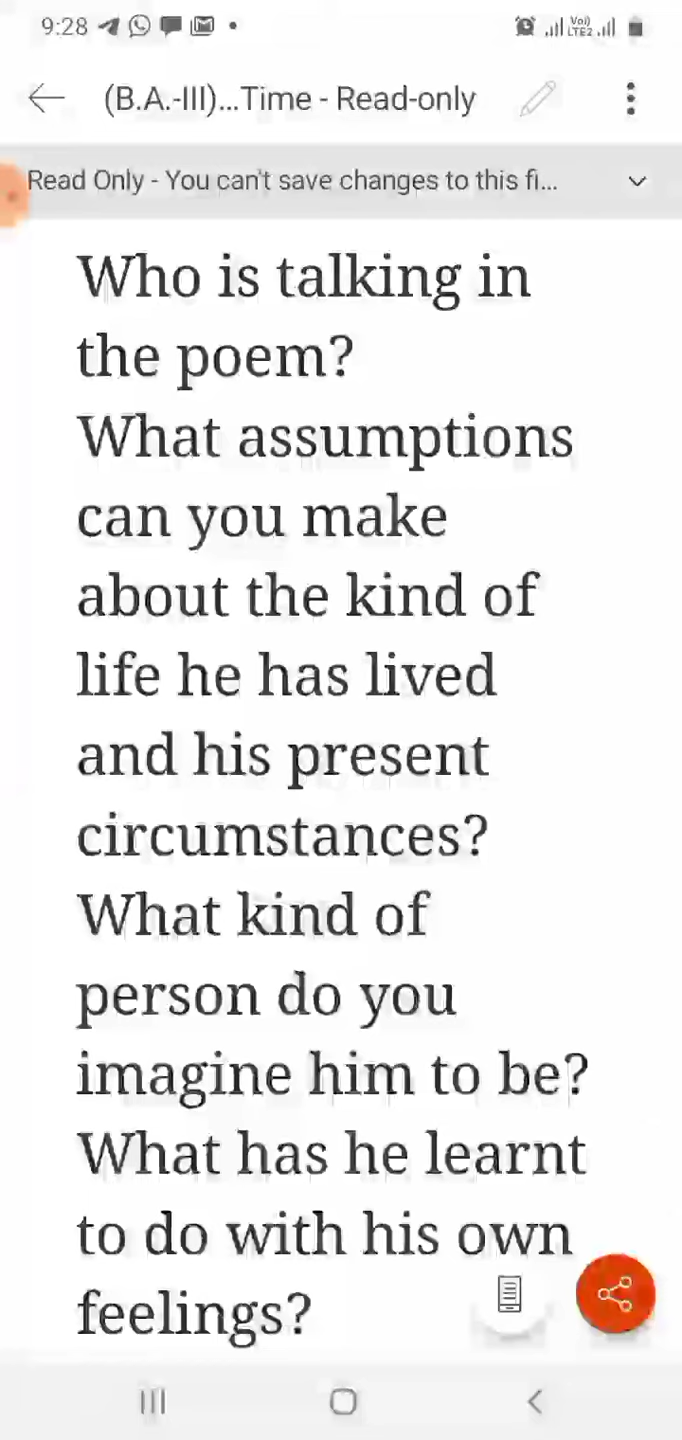 9:28
Vo)
LTE2
(B.A.-III)...Time - Read-only
Read Only - You can't save changes to this fi...
Who is talking in
the poem?
What assumptions
can you make
about the kind of
life he has lived
and his present
circumstances?
What kind of
person do you
imagine him to be?
What has he learnt
to do with his own
feelings?